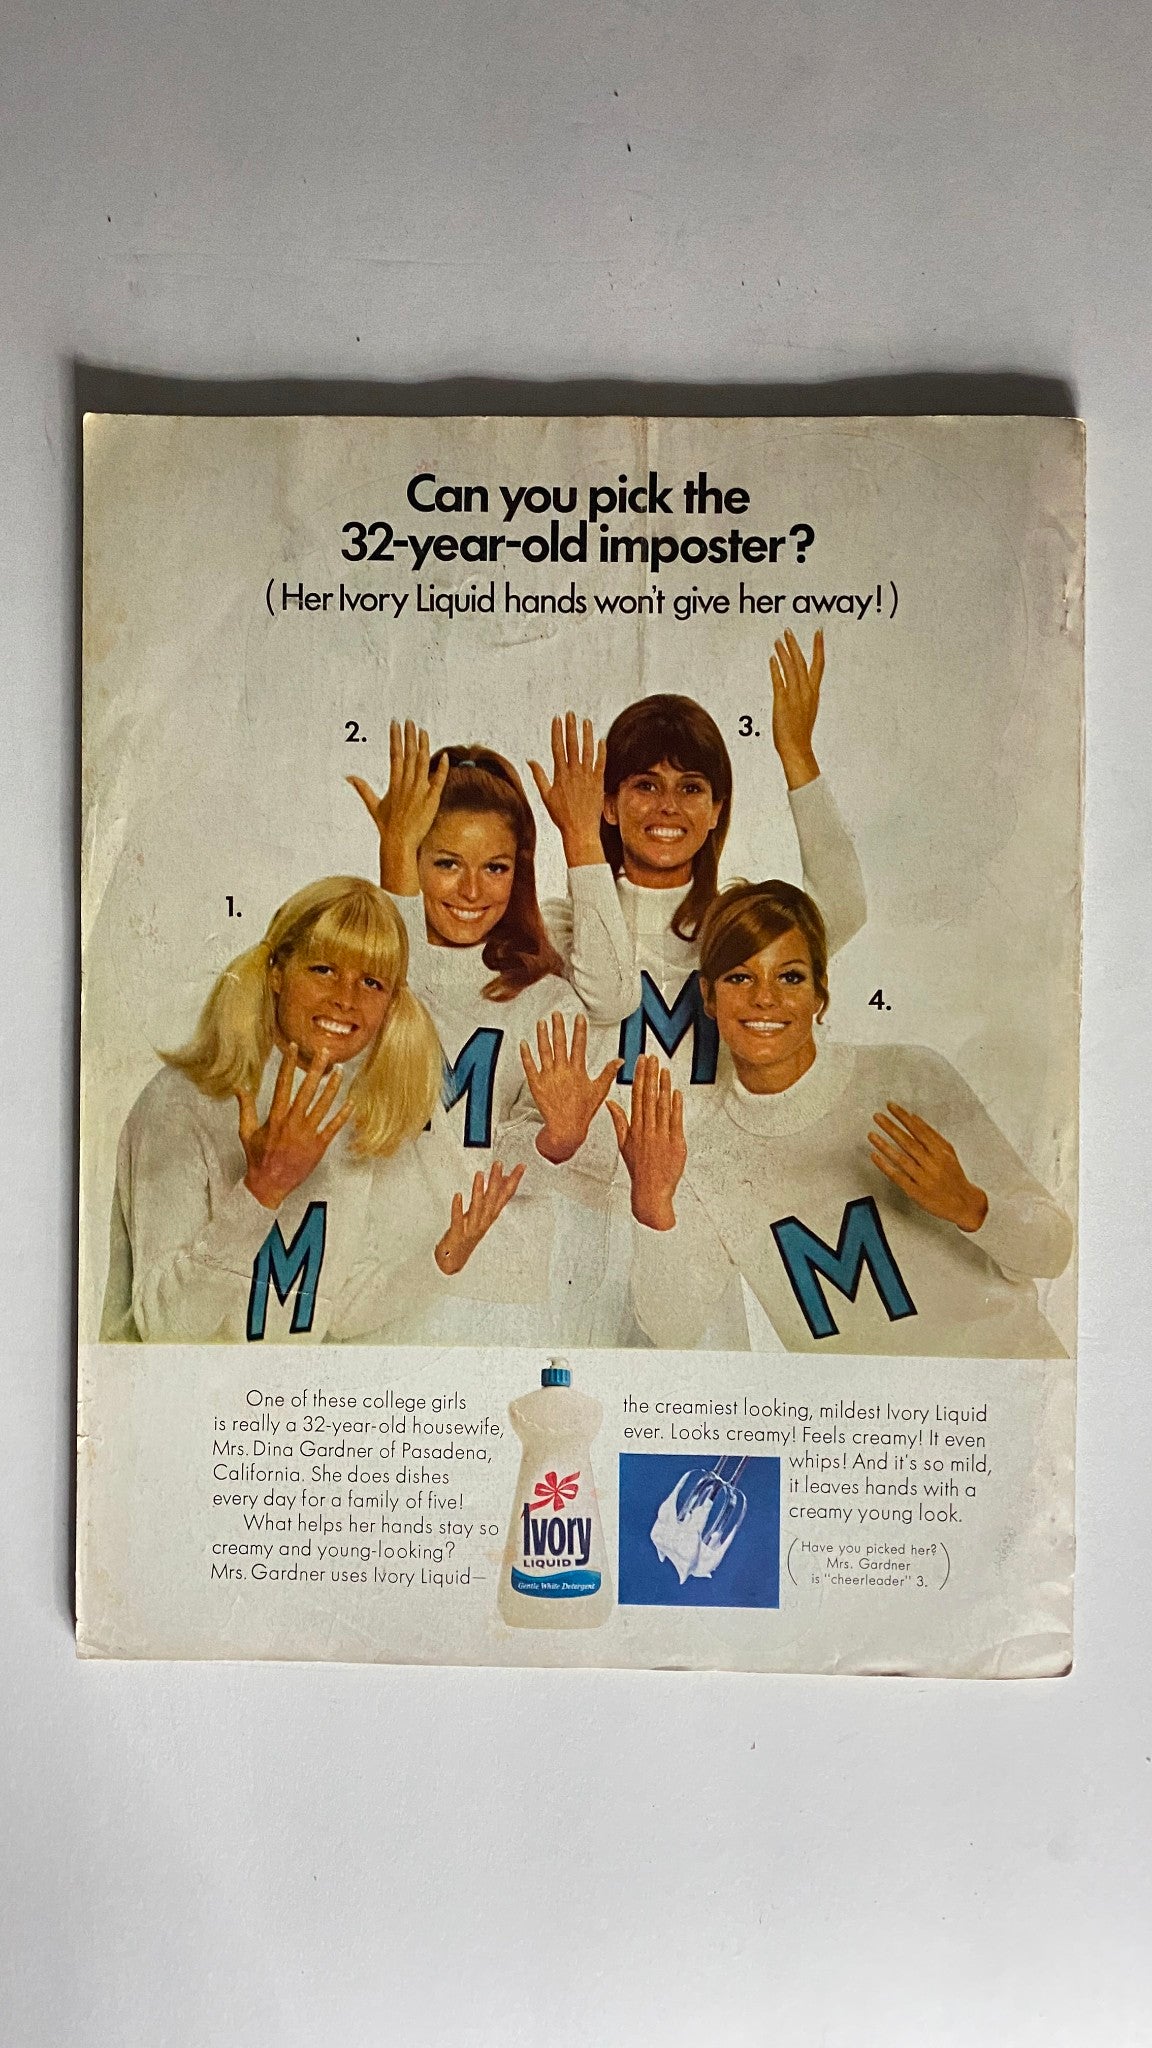 Can you pick the
32-year-old imposter?
(Her Ivory Liquid hands won't give her away!)
2.
3.
1.
4.
M
M
M
M
One of these college girls
is really a 32-year-old housewife,
Mrs. Dina Gardner of Pasadena,
California. She does dishes
every day for a family of five!
What helps her hands stay so
creamy and young-looking?
Mrs. Gardner uses Ivory Liquid—
Ivory
LIQUID
Gentle White Detergent
the creamiest looking, mildest Ivory Liquid
ever. Looks creamy! Feels creamy! It even
whips! And it's so mild,
it leaves hands with a
creamy young look.
(Have you picked her?
Mrs. Gardner
is "cheerleader" 3.)